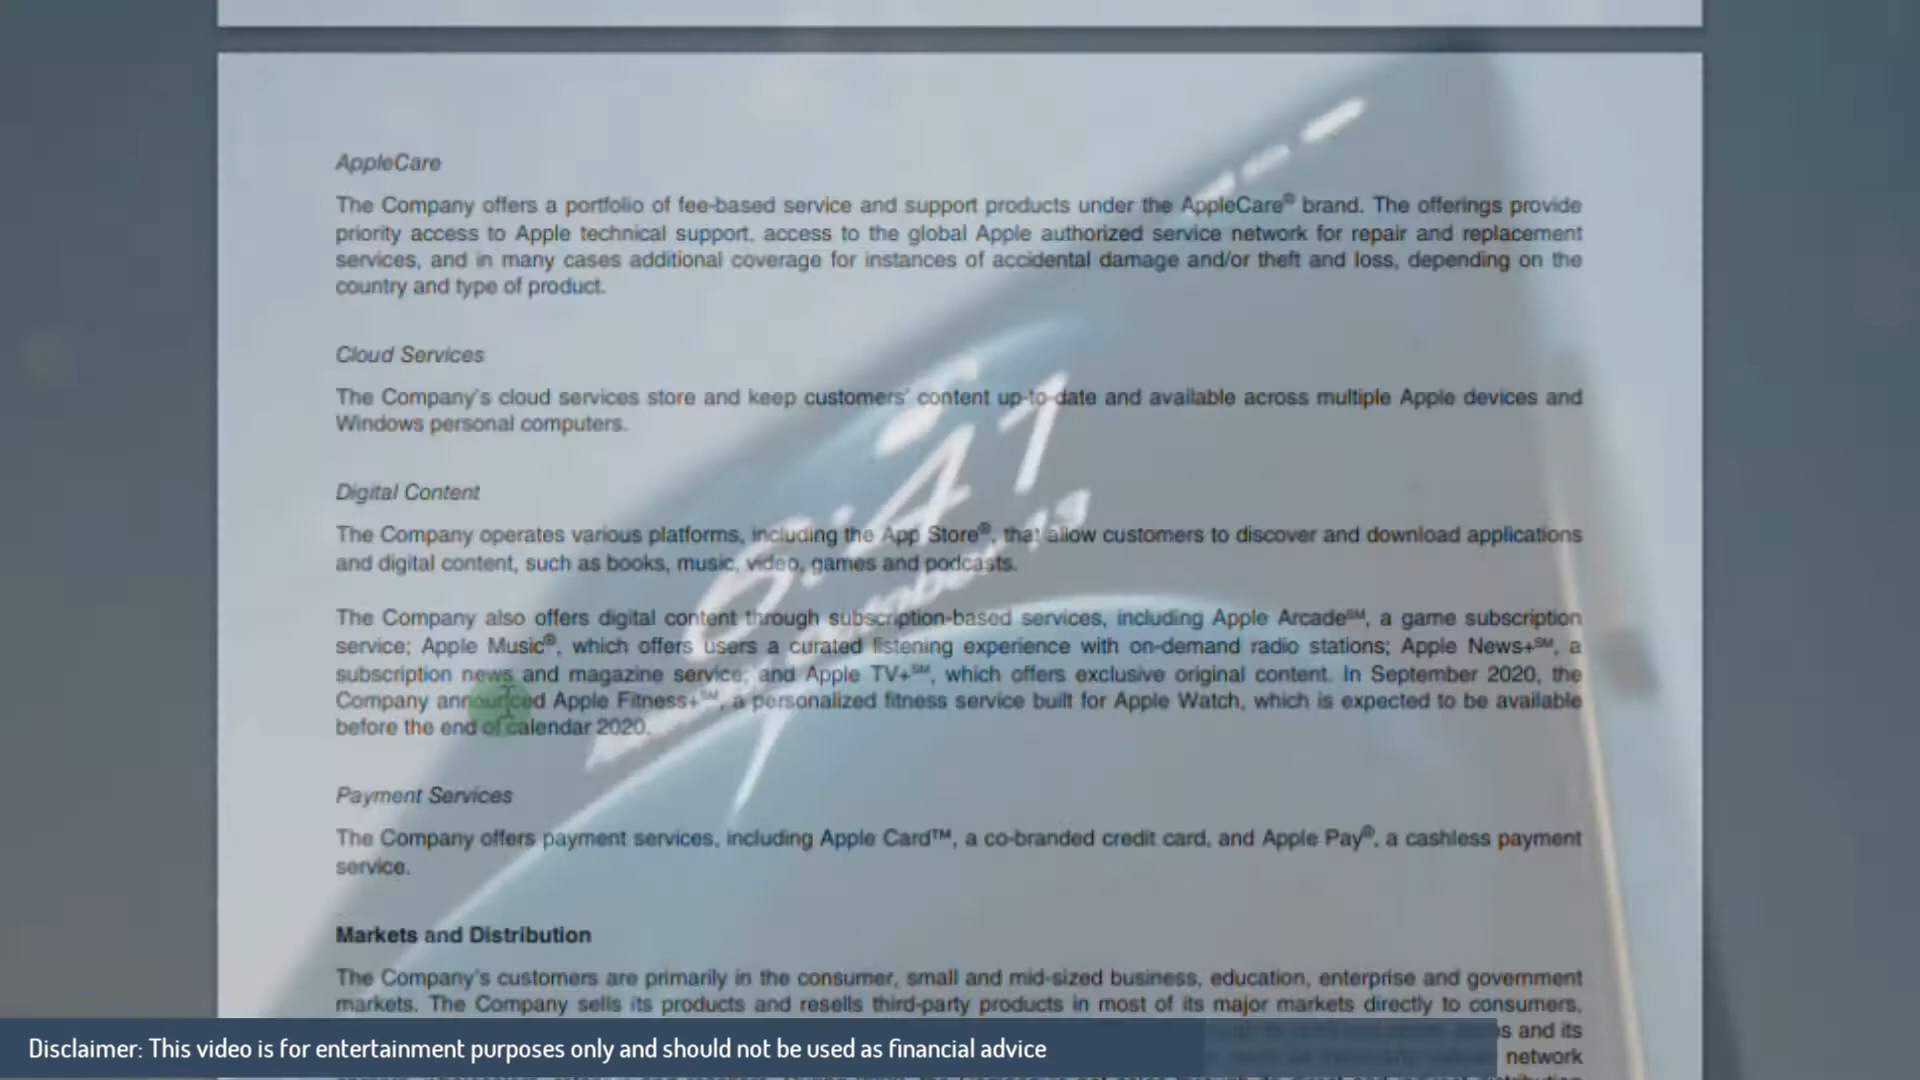 AppleCare
The Company offers a portfolio of fee-based service and support products under the AppleCare® brand. The offerings provide
priority access to Apple technical support, access to the global Apple authorized service network for repair and replacement
services, and in many cases additional coverage for instances of accidental damage and/or theft and loss, depending on the
country and type of product.
Cloud Services
The Company's cloud services store and keep customers' content up-to-date and available across multiple Apple devices and
Windows personal computers.
Digital Content
The Company operates various platforms, including the App Store®, that allow customers to discover and download applications
and digital content, such as books, music, video, games and podcasts.
The Company also offers digital content through subscription-based services, including Apple Arcade℠, a game subscription
service; Apple Music®, which offers users a curated listening experience with on-demand radio stations; Apple News+℠, a
subscription news and magazine service; and Apple TV+℠, which offers exclusive original content. In September 2020, the
Company announced Apple Fitness+℠, a personalized fitness service built for Apple Watch, which is expected to be available
before the end of calendar 2020.
Payment Services
The Company offers payment services, including Apple Card™, a co-branded credit card, and Apple Pay®, a cashless payment
service.
Markets and Distribution
The Company's customers are primarily in the consumer, small and mid-sized business, education, enterprise and government
markets. The Company sells its products and resells third-party products in most of its major markets directly to consumers,
and its
network
Disclaimer: This video is for entertainment purposes only and should not be used as financial advice
6:41